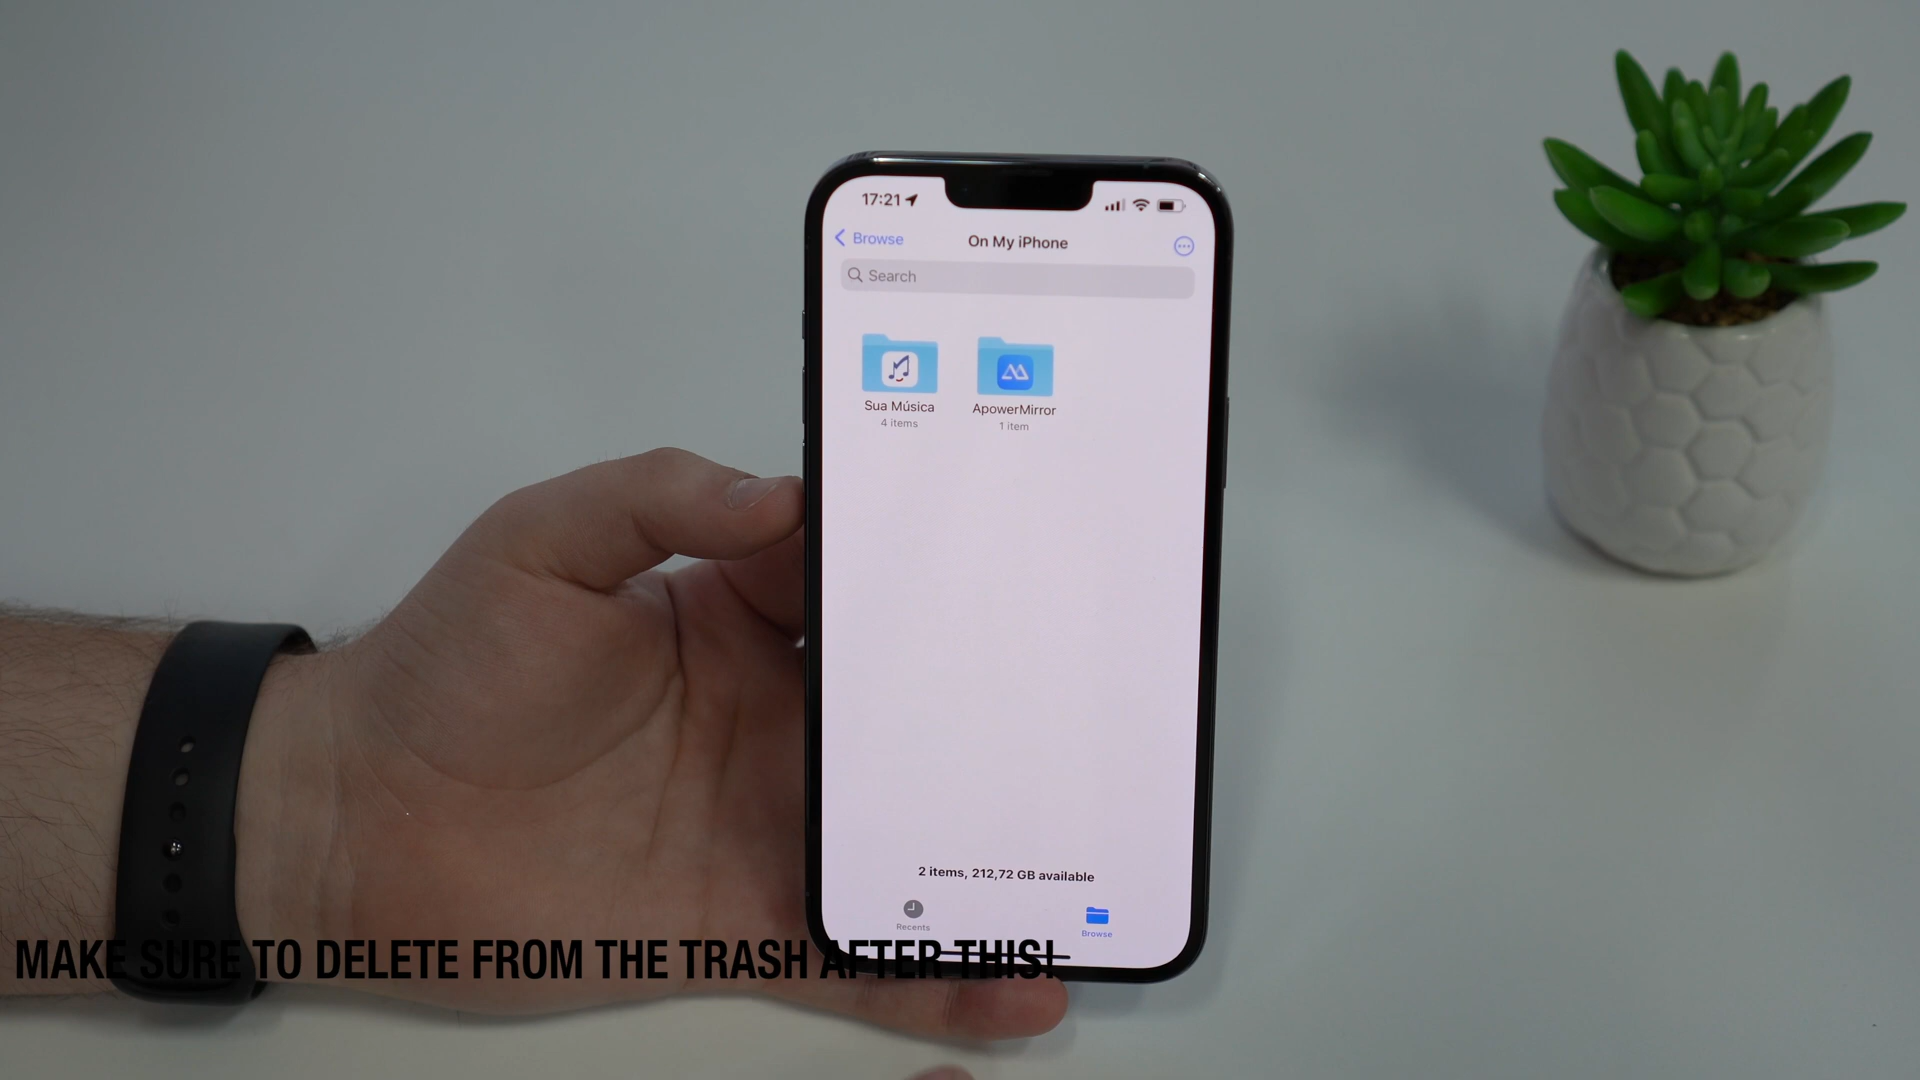 17:21
Browse
On My iPhone
Search
Sua Música
ApowerMirror
4 items
1 item
2 items, 212,72 GB available
Recents
Browse
MAKE SURE TO DELETE FROM THE TRASH AFTER THIS!